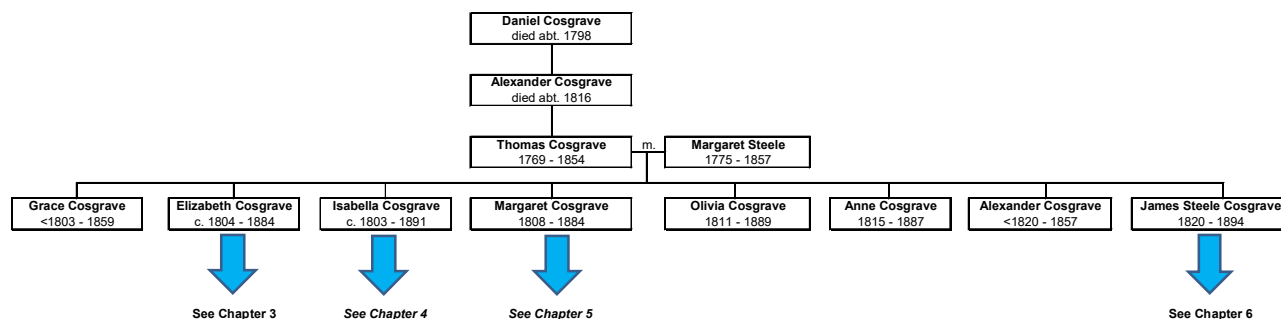 Daniel Cosgrave
died abt. 1798
Alexander Cosgrave
died abt. 1816
Thomas Cosgrave
1769 - 1854
m.
Margaret Steele
1775 - 1857
Grace Cosgrave
<1803 - 1859
Elizabeth Cosgrave
c. 1804 - 1884
Isabella Cosgrave
c. 1803 - 1891
Margaret Cosgrave
1808 - 1884
Olivia Cosgrave
1811 - 1889
Anne Cosgrave
1815 - 1887
Alexander Cosgrave
<1820 - 1857
James Steele Cosgrave
1820 - 1894
See Chapter 3
See Chapter 4
See Chapter 5
See Chapter 6